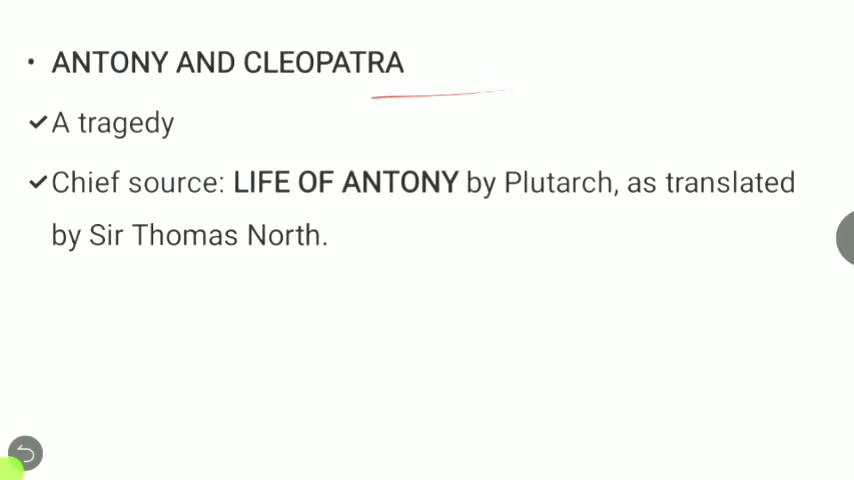 • ANTONY AND CLEOPATRA
✓A tragedy
✓Chief source: LIFE OF ANTONY by Plutarch, as translated
by Sir Thomas North.